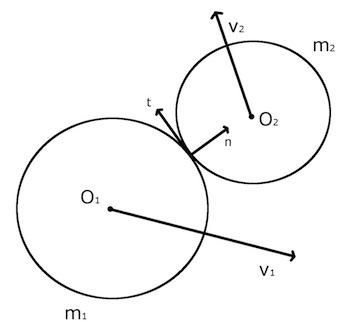 v₂
m₂
t
O₂
n
O₁
v₁
m₁